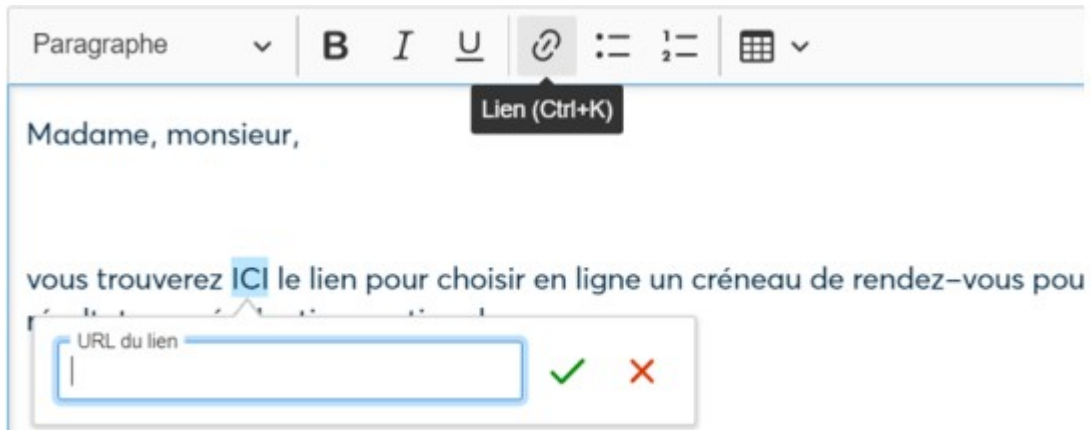 Paragraphe B I U
Lien (Ctrl+K)
Madame, monsieur,
vous trouverez ICI le lien pour choisir en ligne un créneau de rendez-vous pou
URL du lien